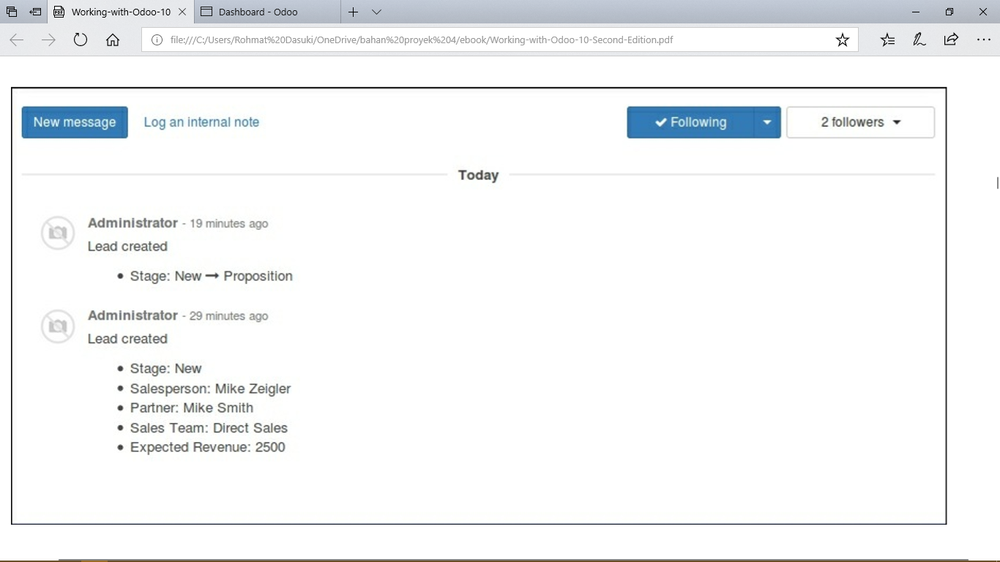 Working-with-Odoo-10
Dashboard - Odoo
file:///C:/Users/Rohmat%20Dasuki/OneDrive/bahan%20proyek%204/ebook/Working-with-Odoo-10-Second-Edition.pdf
New message
Log an internal note
Following
2 followers
Today
Administrator - 19 minutes ago
Lead created
• Stage: New → Proposition
Administrator - 29 minutes ago
Lead created
• Stage: New
• Salesperson: Mike Zeigler
• Partner: Mike Smith
• Sales Team: Direct Sales
• Expected Revenue: 2500